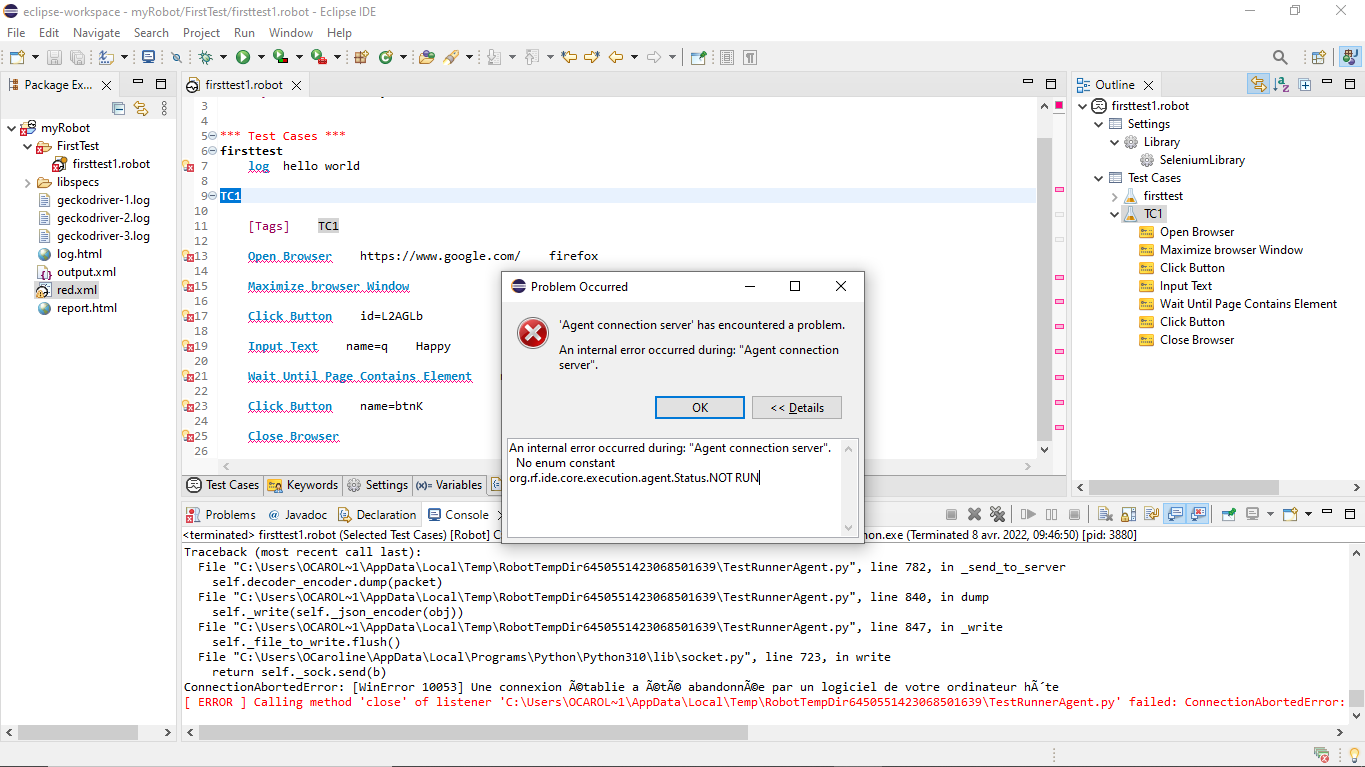 eclipse-workspace - myRobot/FirstTest/firsttest1.robot - Eclipse IDE
File Edit Navigate Search Project Run Window Help
Package Ex...
myRobot
FirstTest
firsttest1.robot
libspecs
geckodriver-1.log
geckodriver-2.log
geckodriver-3.log
log.html
output.xml
red.xml
report.html
firsttest1.robot
3
4
5 *** Test Cases ***
6 firsttest
7 log hello world
8
9 TC1
10
11 [Tags] TC1
12
13 Open Browser https://www.google.com/ firefox
14
15 Maximize browser Window
16
17 Click Button id=L2AGLb
18
19 Input Text name=q Happy
20
21 Wait Until Page Contains Element
22
23 Click Button name=btnK
24
25 Close Browser
26
Test Cases Keywords Settings (x)= Variables
Problem Occurred
'Agent connection server' has encountered a problem.
An internal error occurred during: "Agent connection
server".
OK << Details
An internal error occurred during: "Agent connection server".
No enum constant
org.rf.ide.core.execution.agent.Status.NOT RUN
Outline
firsttest1.robot
Settings
Library
SeleniumLibrary
Test Cases
firsttest
TC1
Open Browser
Maximize browser Window
Click Button
Input Text
Wait Until Page Contains Element
Click Button
Close Browser
Problems @ Javadoc Declaration Console
<terminated> firsttest1.robot (Selected Test Cases) [Robot] C
on.exe (Terminated 8 avr. 2022, 09:46:50) [pid: 3880]
Traceback (most recent call last):
File "C:\Users\OCAROL~1\AppData\Local\Temp\RobotTempDir6450551423068501639\TestRunnerAgent.py", line 782, in _send_to_server
self.decoder_encoder.dump(packet)
File "C:\Users\OCAROL~1\AppData\Local\Temp\RobotTempDir6450551423068501639\TestRunnerAgent.py", line 840, in dump
self._write(self._json_encoder(obj))
File "C:\Users\OCAROL~1\AppData\Local\Temp\RobotTempDir6450551423068501639\TestRunnerAgent.py", line 847, in _write
self._file_to_write.flush()
File "C:\Users\OCaroline\AppData\Local\Programs\Python\Python310\lib\socket.py", line 723, in write
return self._sock.send(b)
ConnectionAbortedError: [WinError 10053] Une connexion Ã©tablie a Ã©tÃ© abandonnÃ©e par un logiciel de votre ordinateur hÃ´te
[ ERROR ] Calling method 'close' of listener 'C:\Users\OCAROL~1\AppData\Local\Temp\RobotTempDir6450551423068501639\TestRunnerAgent.py' failed: ConnectionAbortedError: